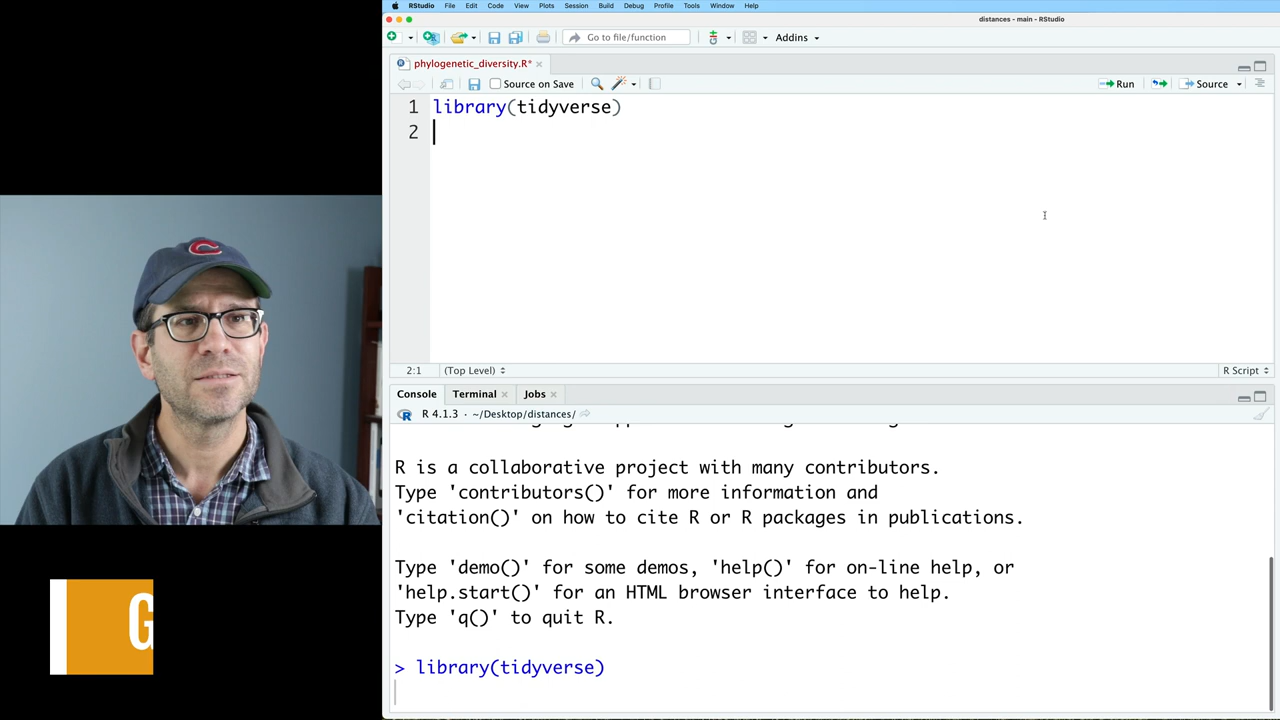 RStudio File Edit Code View Plots Session Build Debug Profile Tools Window Help
distances - main - RStudio
Go to file/function Addins
phylogenetic_diversity.R*
Source on Save Run Source
1 library(tidyverse)
2
2:1 (Top Level) R Script
Console Terminal Jobs
R 4.1.3 · ~/Desktop/distances/
R is a collaborative project with many contributors.
Type 'contributors()' for more information and
'citation()' on how to cite R or R packages in publications.
Type 'demo()' for some demos, 'help()' for on-line help, or
'help.start()' for an HTML browser interface to help.
Type 'q()' to quit R.
> library(tidyverse)
C
G